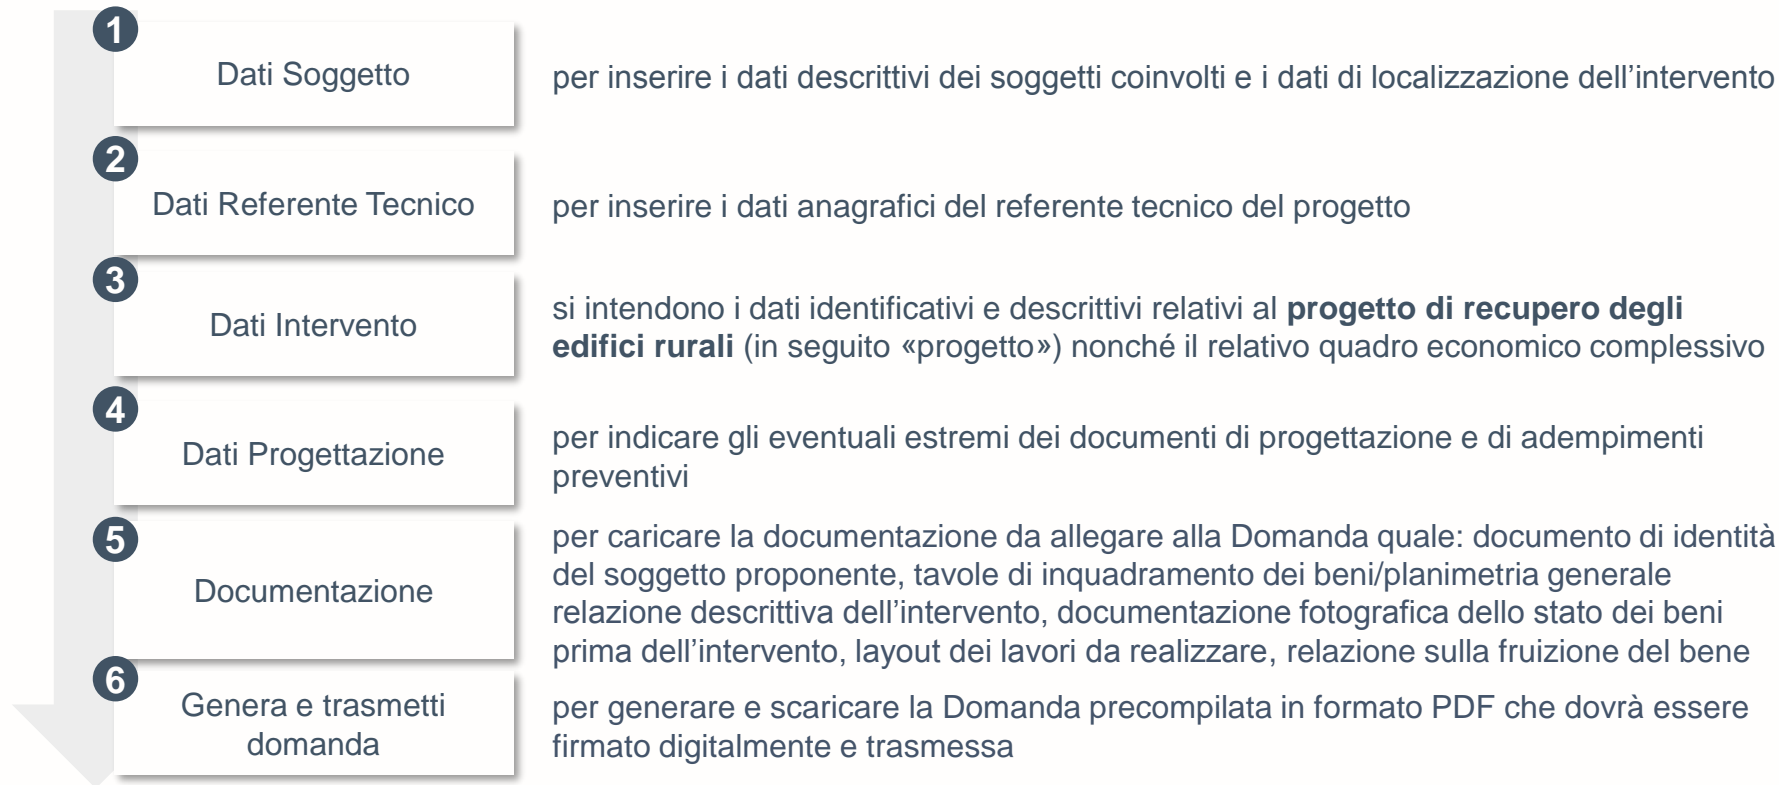 1
Dati Soggetto
per inserire i dati descrittivi dei soggetti coinvolti e i dati di localizzazione dell’intervento
2
Dati Referente Tecnico
per inserire i dati anagrafici del referente tecnico del progetto
3
Dati Intervento
si intendono i dati identificativi e descrittivi relativi al progetto di recupero degli
edifici rurali (in seguito «progetto») nonché il relativo quadro economico complessivo
4
Dati Progettazione
per indicare gli eventuali estremi dei documenti di progettazione e di adempimenti
preventivi
5
Documentazione
per caricare la documentazione da allegare alla Domanda quale: documento di identità
del soggetto proponente, tavole di inquadramento dei beni/planimetria generale
relazione descrittiva dell’intervento, documentazione fotografica dello stato dei beni
prima dell’intervento, layout dei lavori da realizzare, relazione sulla fruizione del bene
6
Genera e trasmetti
domanda
per generare e scaricare la Domanda precompilata in formato PDF che dovrà essere
firmato digitalmente e trasmessa